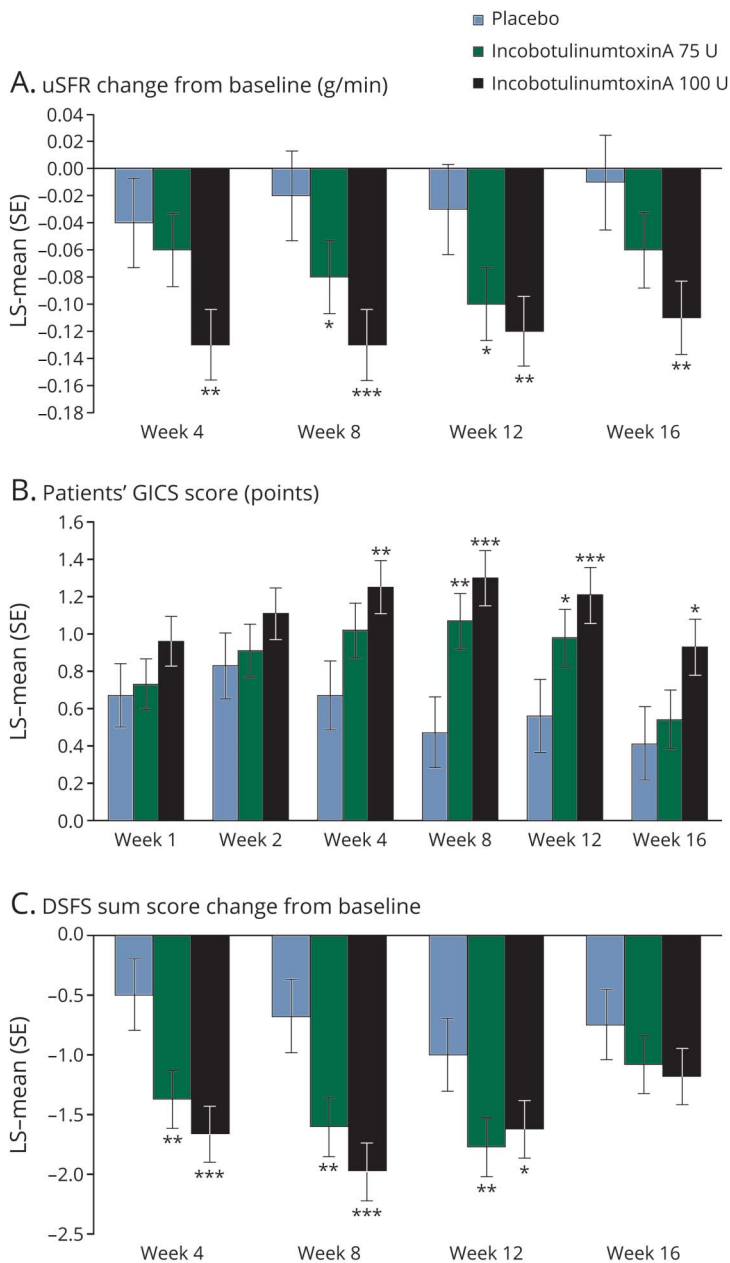 Placebo
IncobotulinumtoxinA 75 U
IncobotulinumtoxinA 100 U
A. uSFR change from baseline (g/min)
LS-mean (SE)
0.04
0.02
0.00
–0.02
–0.04
–0.06
–0.08
–0.10
–0.12
–0.14
–0.16
–0.18
** * *** * ** **
Week 4 Week 8 Week 12 Week 16
B. Patients’ GICS score (points)
LS–mean (SE)
1.6
1.4
1.2
1.0
0.8
0.6
0.4
0.2
0.0
** ** *** * *** *
Week 1 Week 2 Week 4 Week 8 Week 12 Week 16
C. DSFS sum score change from baseline
LS–mean (SE)
0.0
–0.5
–1.0
–1.5
–2.0
–2.5
** *** ** *** ** *
Week 4 Week 8 Week 12 Week 16